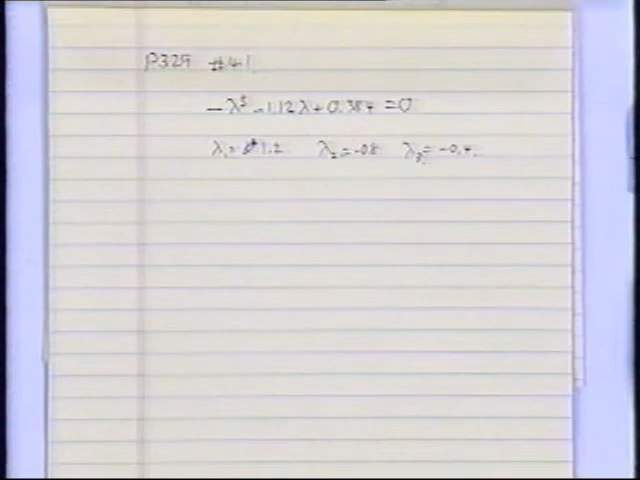 P329 #41.
-λ³ - 1.12λ + 0.384 = 0
λ₁ = 1.2 λ₂ = -0.8 λ₃ = -0.4.